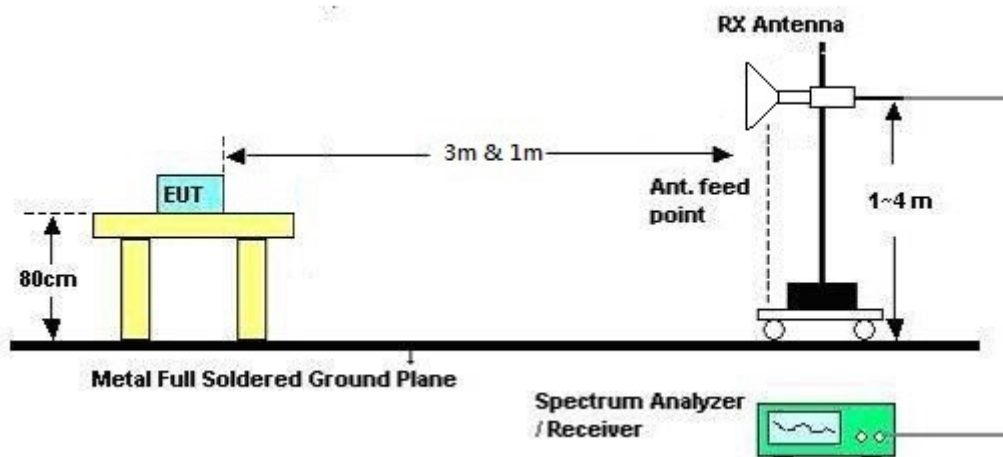 RX Antenna
3m & 1m
EUT
Ant. feed
point
1~4 m
80cm
Metal Full Soldered Ground Plane
Spectrum Analyzer
/ Receiver